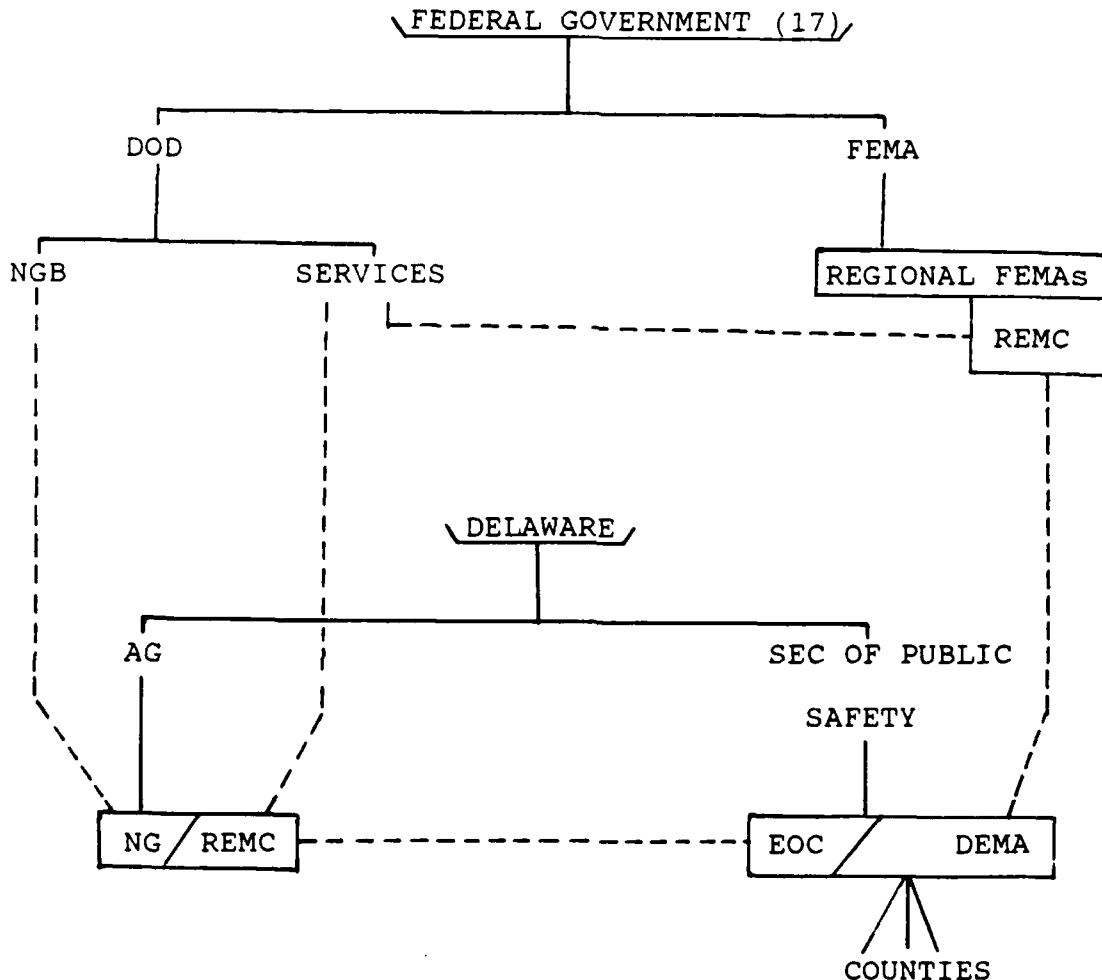 FEDERAL GOVERNMENT (17)
DOD
FEMA
NGB
SERVICES
REGIONAL FEMAs
REMC
DELAWARE
AG
SEC OF PUBLIC
SAFETY
NG / REMC
EOC / DEMA
COUNTIES